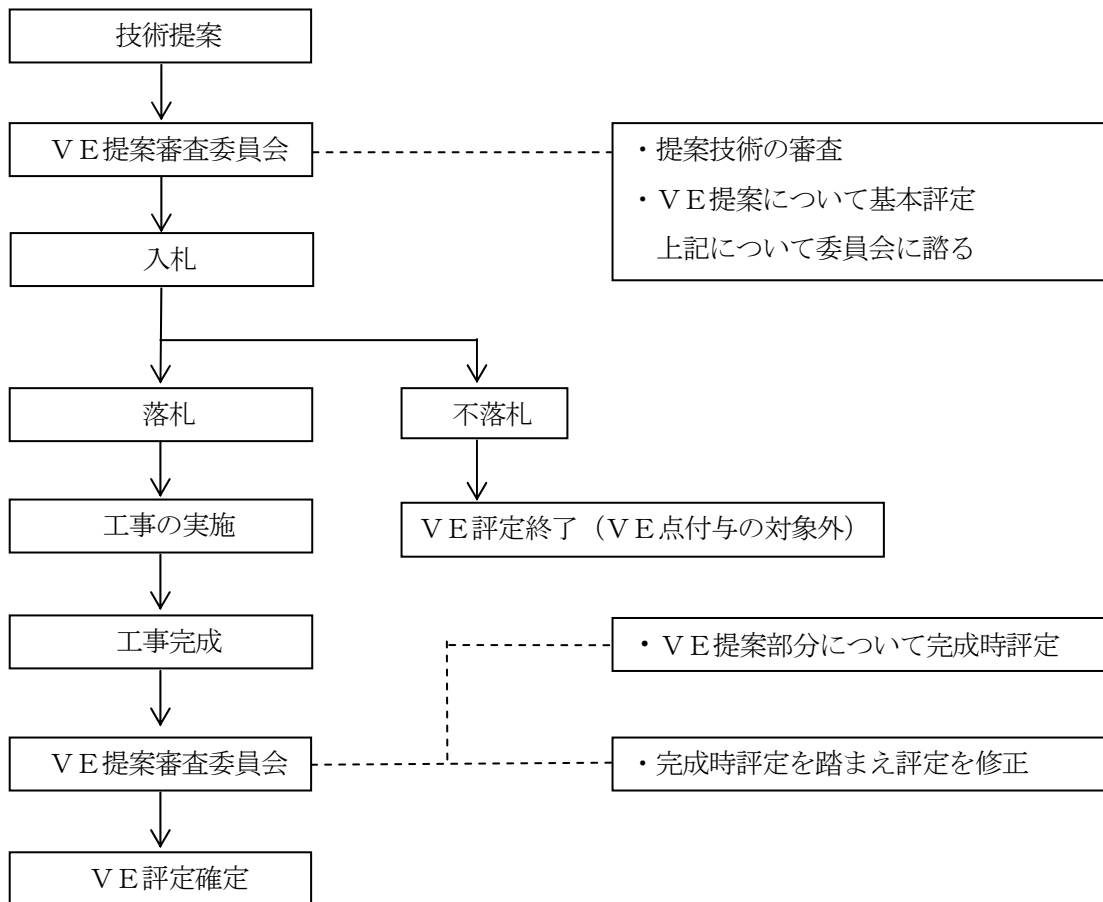 技術提案
ＶＥ提案審査委員会
・提案技術の審査
・ＶＥ提案について基本評定
上記について委員会に諮る
入札
落札
不落札
工事の実施
ＶＥ評定終了（ＶＥ点付与の対象外）
工事完成
・ＶＥ提案部分について完成時評定
ＶＥ提案審査委員会
・完成時評定を踏まえ評定を修正
ＶＥ評定確定